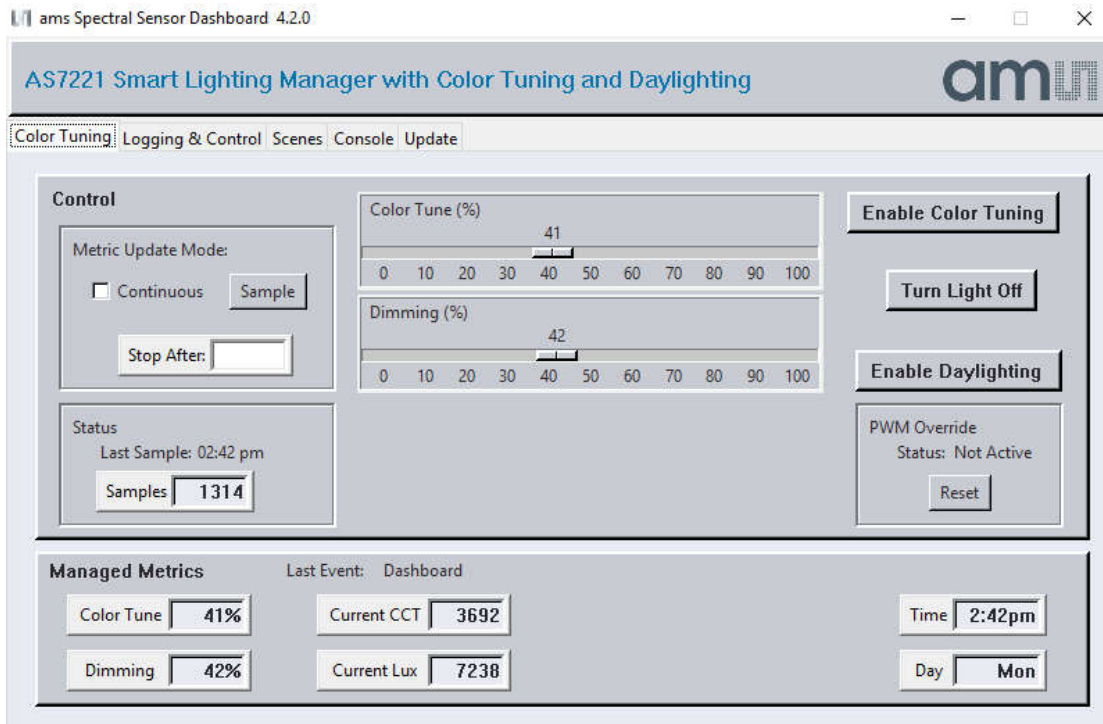 ams Spectral Sensor Dashboard 4.2.0
AS7221 Smart Lighting Manager with Color Tuning and Daylighting
am
Color Tuning Logging & Control Scenes Console Update
Control
Metric Update Mode:
Continuous Sample
Stop After:
Status
Last Sample: 02:42 pm
Samples 1314
Color Tune (%)
41
0 10 20 30 40 50 60 70 80 90 100
Dimming (%)
42
0 10 20 30 40 50 60 70 80 90 100
Enable Color Tuning
Turn Light Off
Enable Daylighting
PWM Override
Status: Not Active
Reset
Managed Metrics Last Event: Dashboard
Color Tune 41% Current CCT 3692 Time 2:42pm
Dimming 42% Current Lux 7238 Day Mon